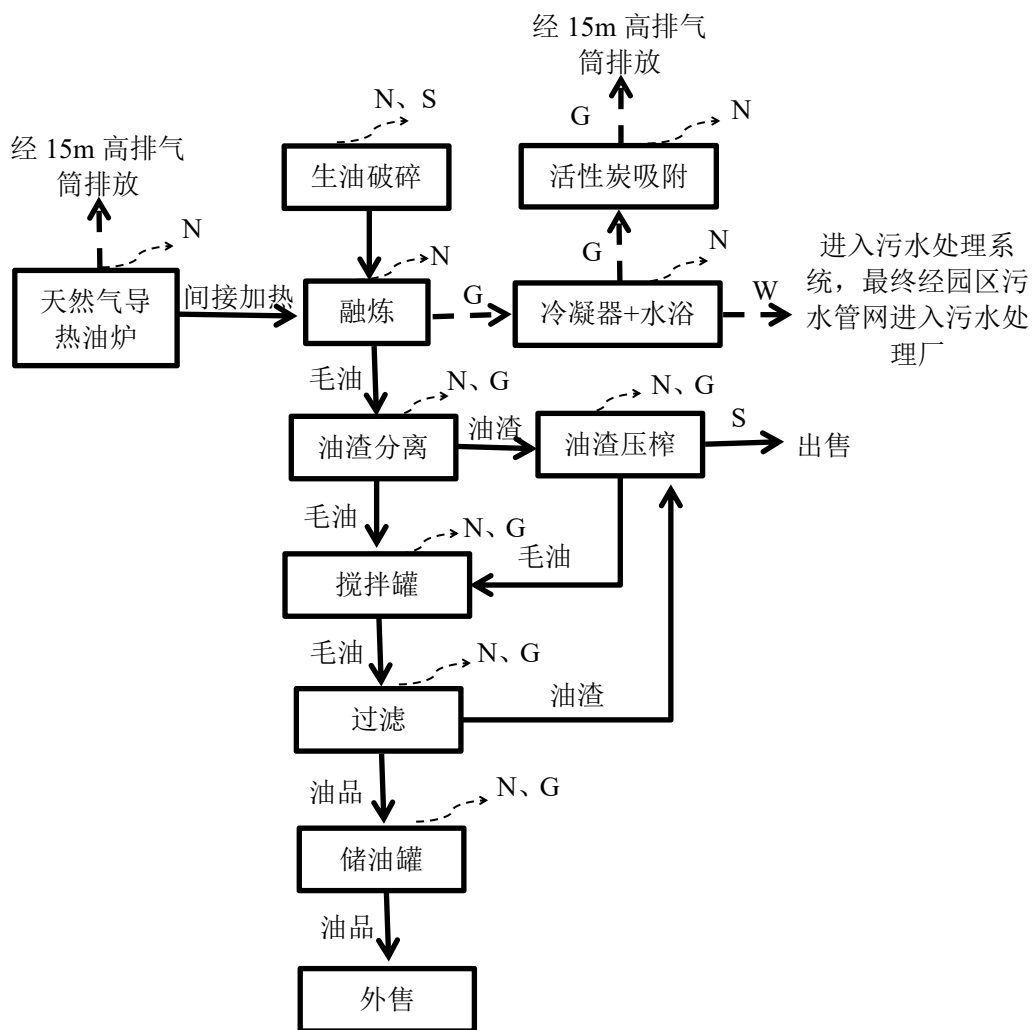 经 15m 高排气
筒排放
N、S
G
N
经 15m 高排气
筒排放
生油破碎
活性炭吸附
N
N
G
N
进入污水处理系
统，最终经园区污
水管网进入污水处
理厂
天然气导
热油炉
间接加热
融炼
G
冷凝器+水浴
W
毛油
N、G
N、G
油渣分离
油渣
油渣压榨
S
出售
毛油
N、G
毛油
搅拌罐
毛油
N、G
油渣
过滤
油品
N、G
储油罐
油品
外售